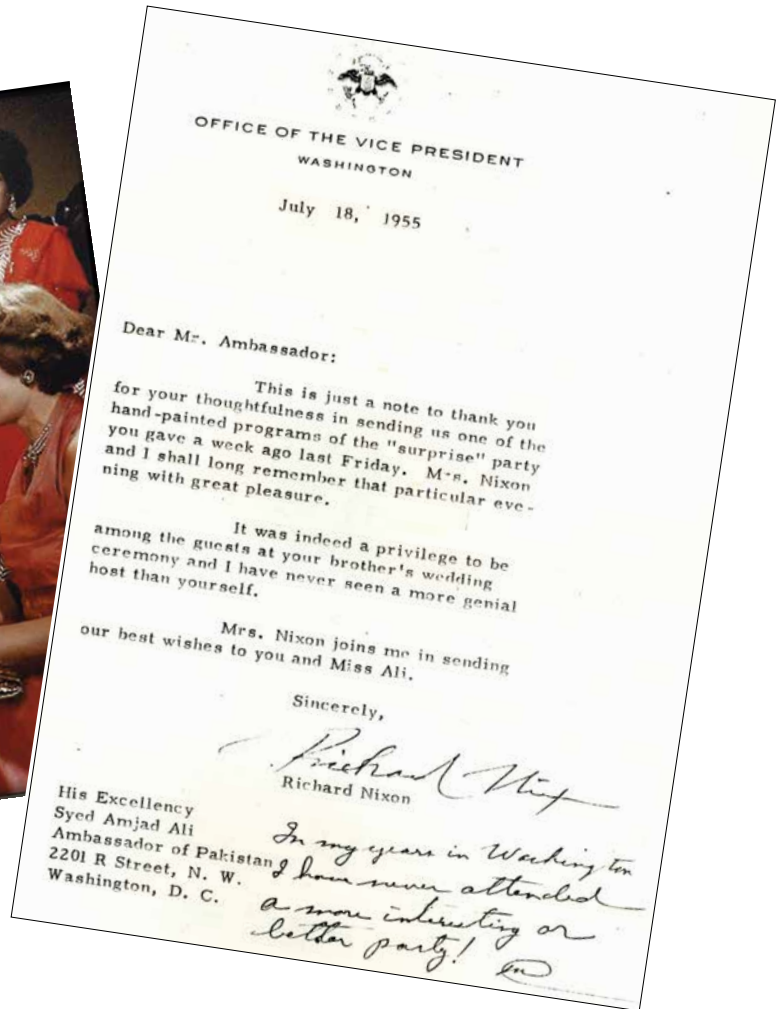 OFFICE OF THE VICE PRESIDENT
WASHINGTON
July 18, 1955
Dear Mr. Ambassador:
This is just a note to thank you
for your thoughtfulness in sending us one of the
hand-painted programs of the "surprise" party
you gave a week ago last Friday. Mrs. Nixon
and I shall long remember that particular eve-
ning with great pleasure.
It was indeed a privilege to be
among the guests at your brother's wedding
ceremony and I have never seen a more genial
host than yourself.
Mrs. Nixon joins me in sending
our best wishes to you and Miss Ali.
Sincerely,
Richard Nixon
Richard Nixon
His Excellency
Syed Amjad Ali
Ambassador of Pakistan
2201 R Street, N. W.
Washington, D. C.
In my years in Washington
I have never attended
a more interesting or
better party!